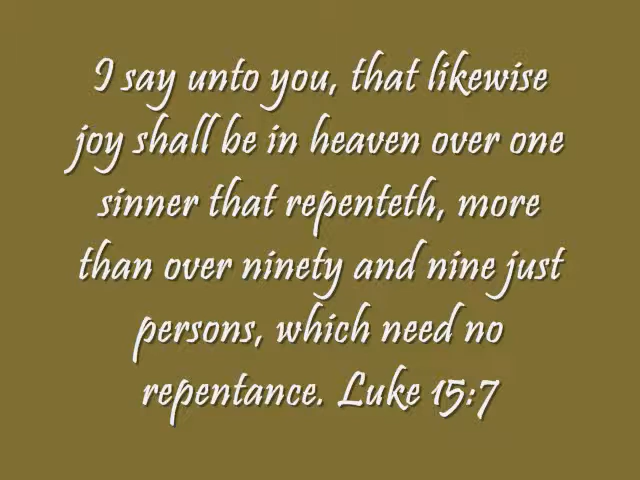 I say unto you, that likewise
joy shall be in heaven over one
sinner that repenteth, more
than over ninety and nine just
persons, which need no
repentance. Luke 15:7